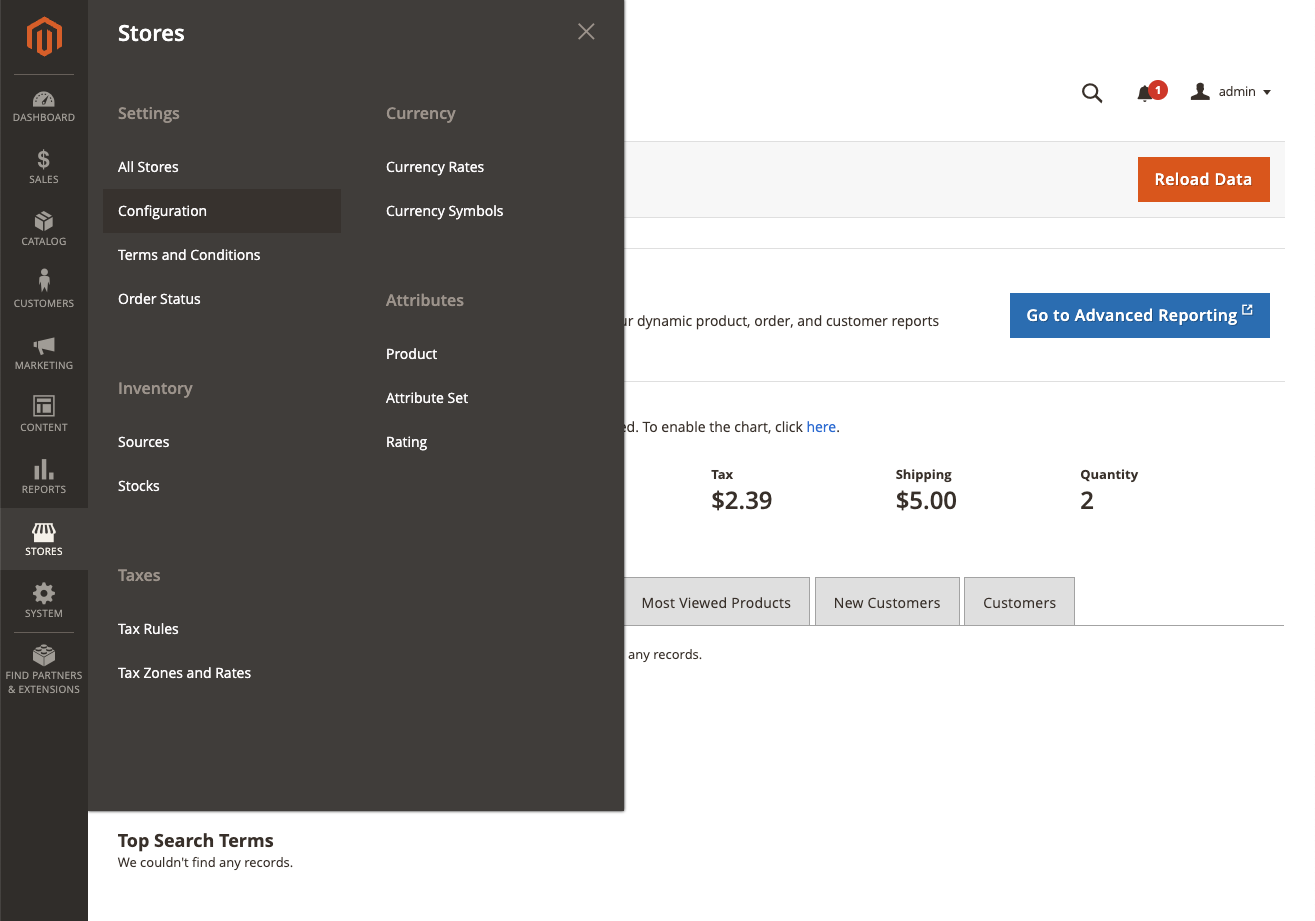 DASHBOARD
SALES
CATALOG
CUSTOMERS
MARKETING
CONTENT
REPORTS
STORES
SYSTEM
FIND PARTNERS
& EXTENSIONS
Stores
Settings
All Stores
Configuration
Terms and Conditions
Order Status
Inventory
Sources
Stocks
Taxes
Tax Rules
Tax Zones and Rates
Currency
Currency Rates
Currency Symbols
Attributes
Product
Attribute Set
Rating
1
admin
Reload Data
dynamic product, order, and customer reports
Go to Advanced Reporting
To enable the chart, click here.
Tax
$2.39
Shipping
$5.00
Quantity
2
Most Viewed Products
New Customers
Customers
any records.
Top Search Terms
We couldn't find any records.